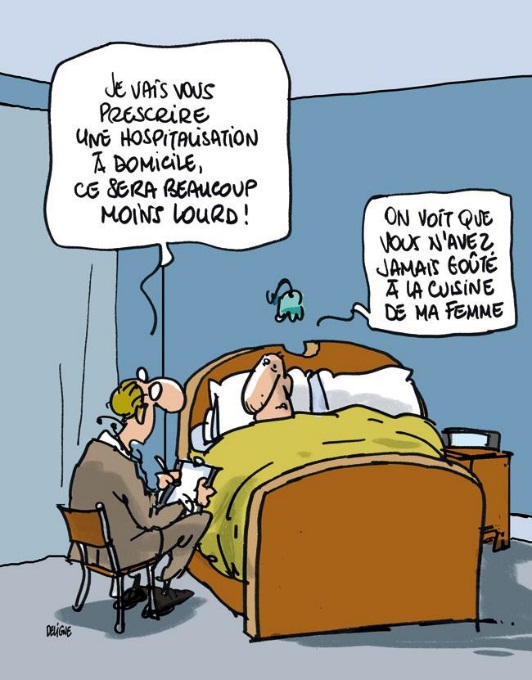 JE VAIS VOUS
PRESCRIRE
UNE HOSPITALISATION
À DOMICILE,
CE SERA BEAUCOUP
MOINS LOURD !
ON VOIT QUE
VOUS N'AVEZ
JAMAIS GOÛTÉ
À LA CUISINE
DE MA FEMME
DELIGNE